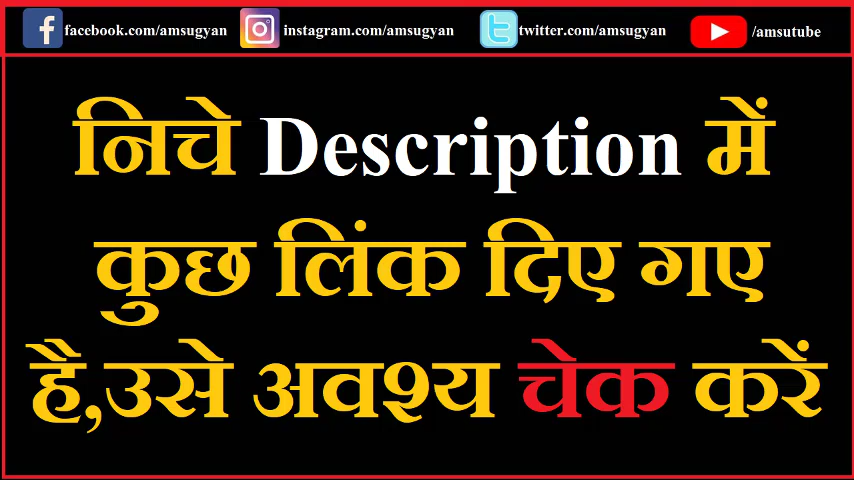 facebook.com/amsugyan instagram.com/amsugyan twitter.com/amsugyan /amsutube
निचे Description में
कुछ लिंक दिए गए
है,उसे अवश्य चेक करें